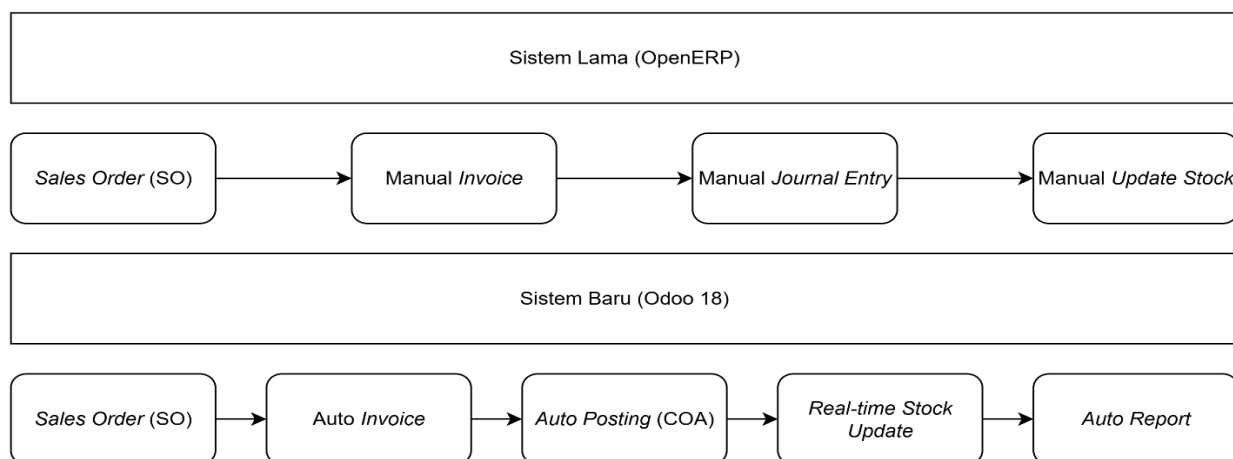 Sistem Lama (OpenERP)
Sales Order (SO)
Manual Invoice
Manual Journal Entry
Manual Update Stock
Sistem Baru (Odoo 18)
Sales Order (SO)
Auto Invoice
Auto Posting (COA)
Real-time Stock
Update
Auto Report